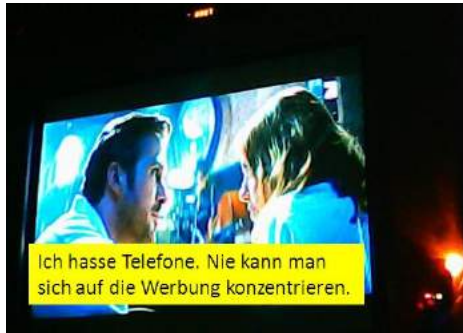 Ich hasse Telefone. Nie kann man
sich auf die Werbung konzentrieren.